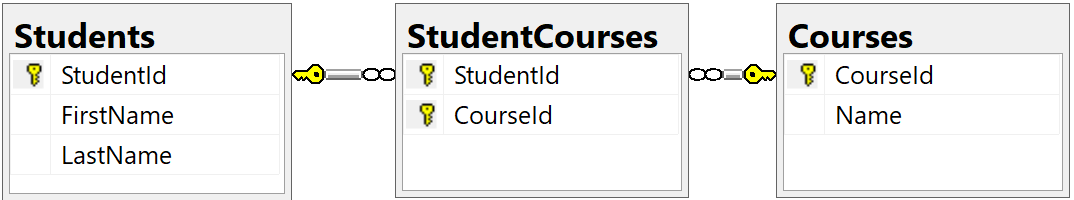 Students
StudentId
FirstName
LastName
StudentCourses
StudentId
CourseId
Courses
CourseId
Name